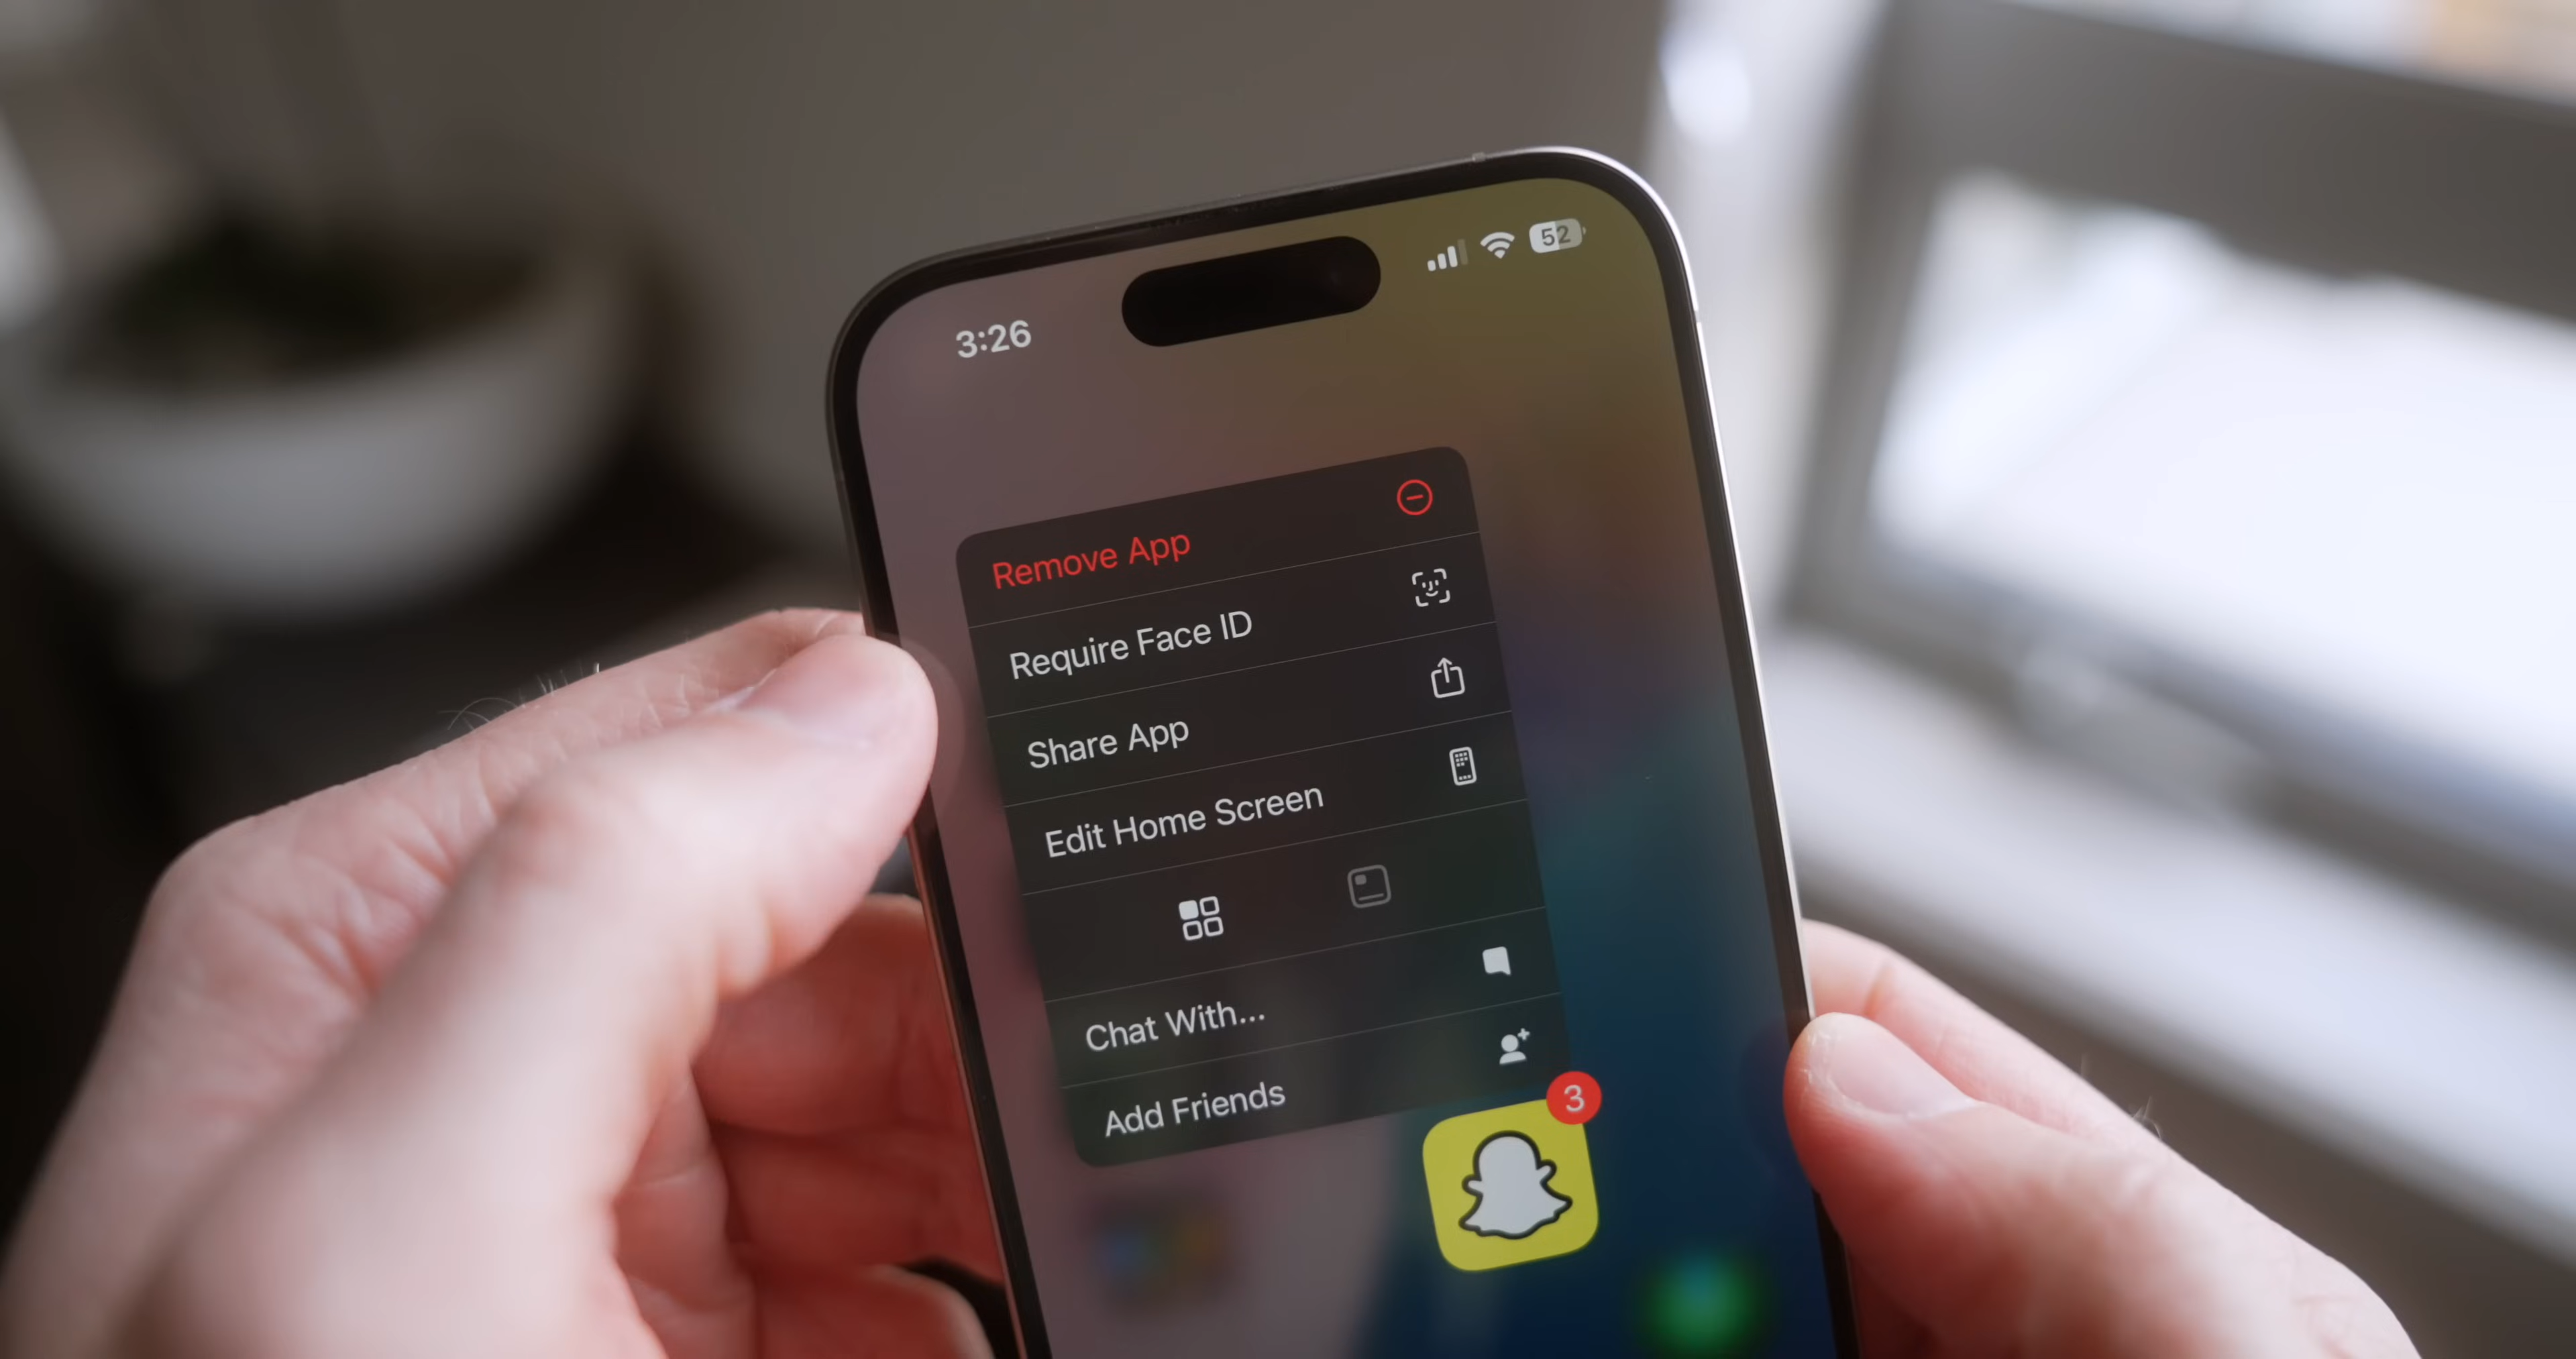 3:26
52
Remove App
Require Face ID
Share App
Edit Home Screen
Chat With...
Add Friends
3